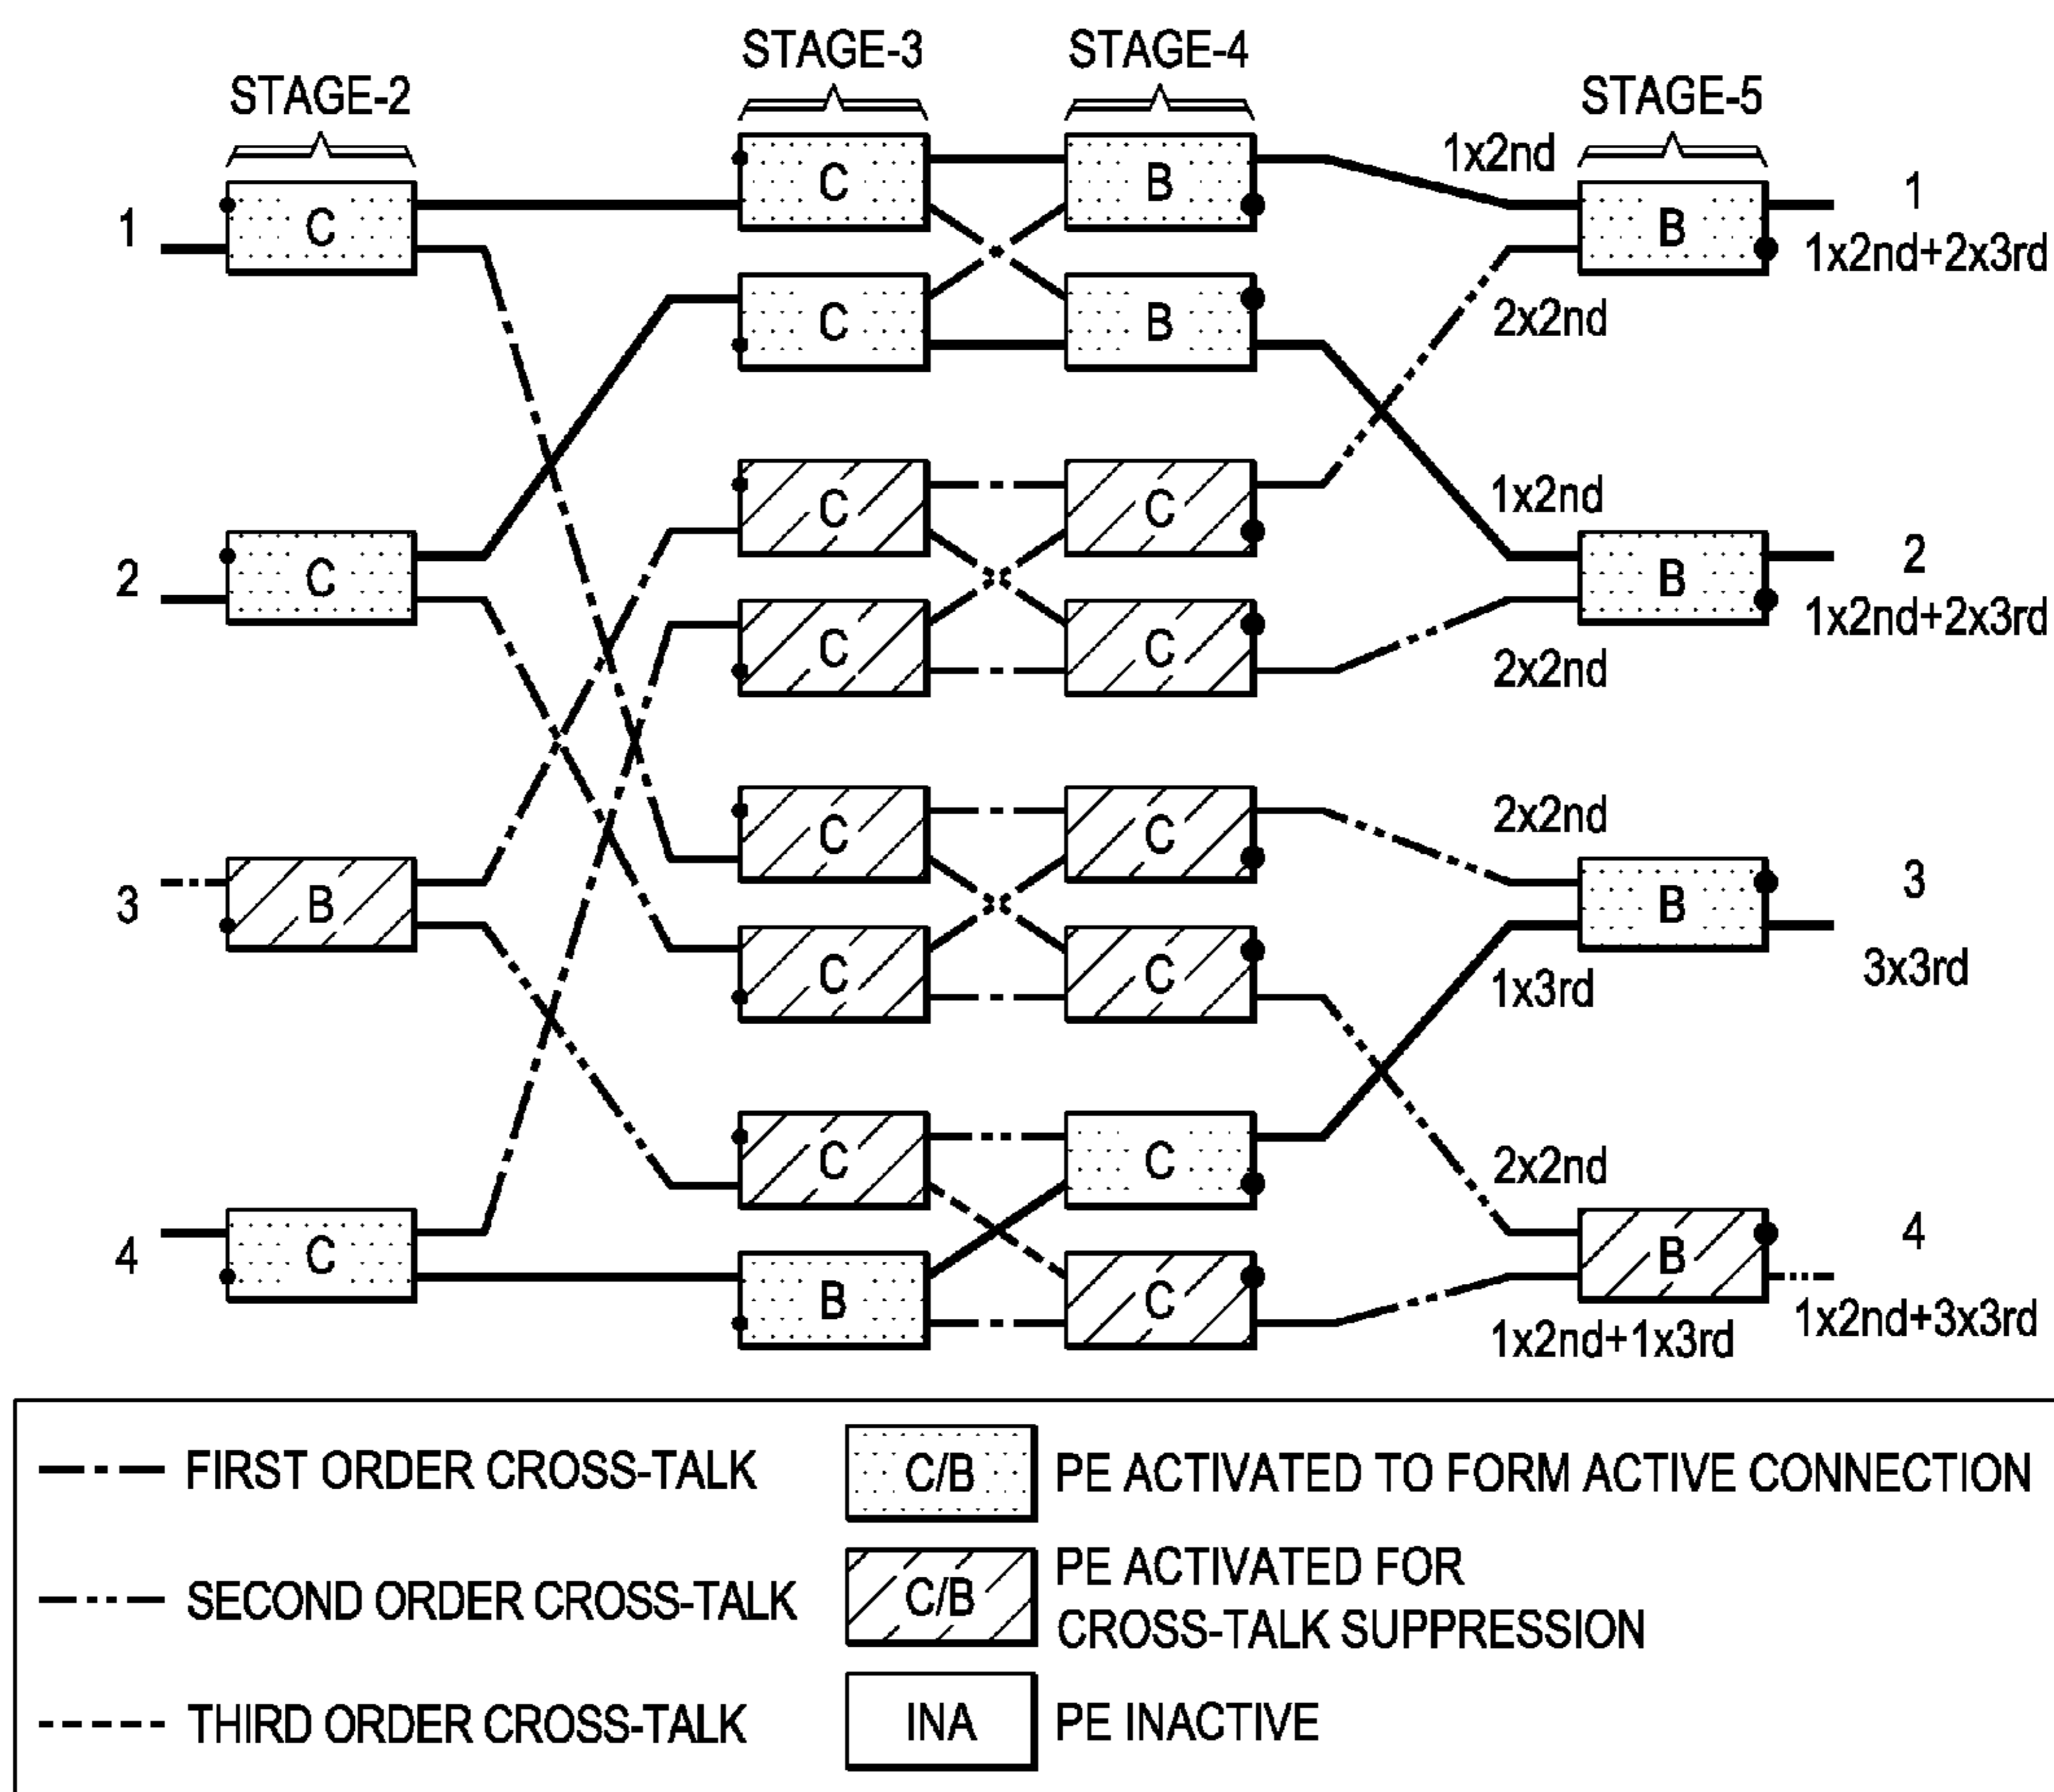 STAGE-3 STAGE-4
STAGE-2 STAGE-5
1x2nd
C B
1 C B 1
1x2nd+2x3rd
C B
2x2nd
1x2nd
C C
2 C B 2
1x2nd+2x3rd
C C
2x2nd
2x2nd
C C
3 B B 3
3x3rd
1x3rd
C C
2x2nd
C C
4 C B 4
1x2nd+3x3rd
B C
1x2nd+1x3rd
FIRST ORDER CROSS-TALK
C/B PE ACTIVATED TO FORM ACTIVE CONNECTION
SECOND ORDER CROSS-TALK
C/B PE ACTIVATED FOR
CROSS-TALK SUPPRESSION
THIRD ORDER CROSS-TALK
INA PE INACTIVE